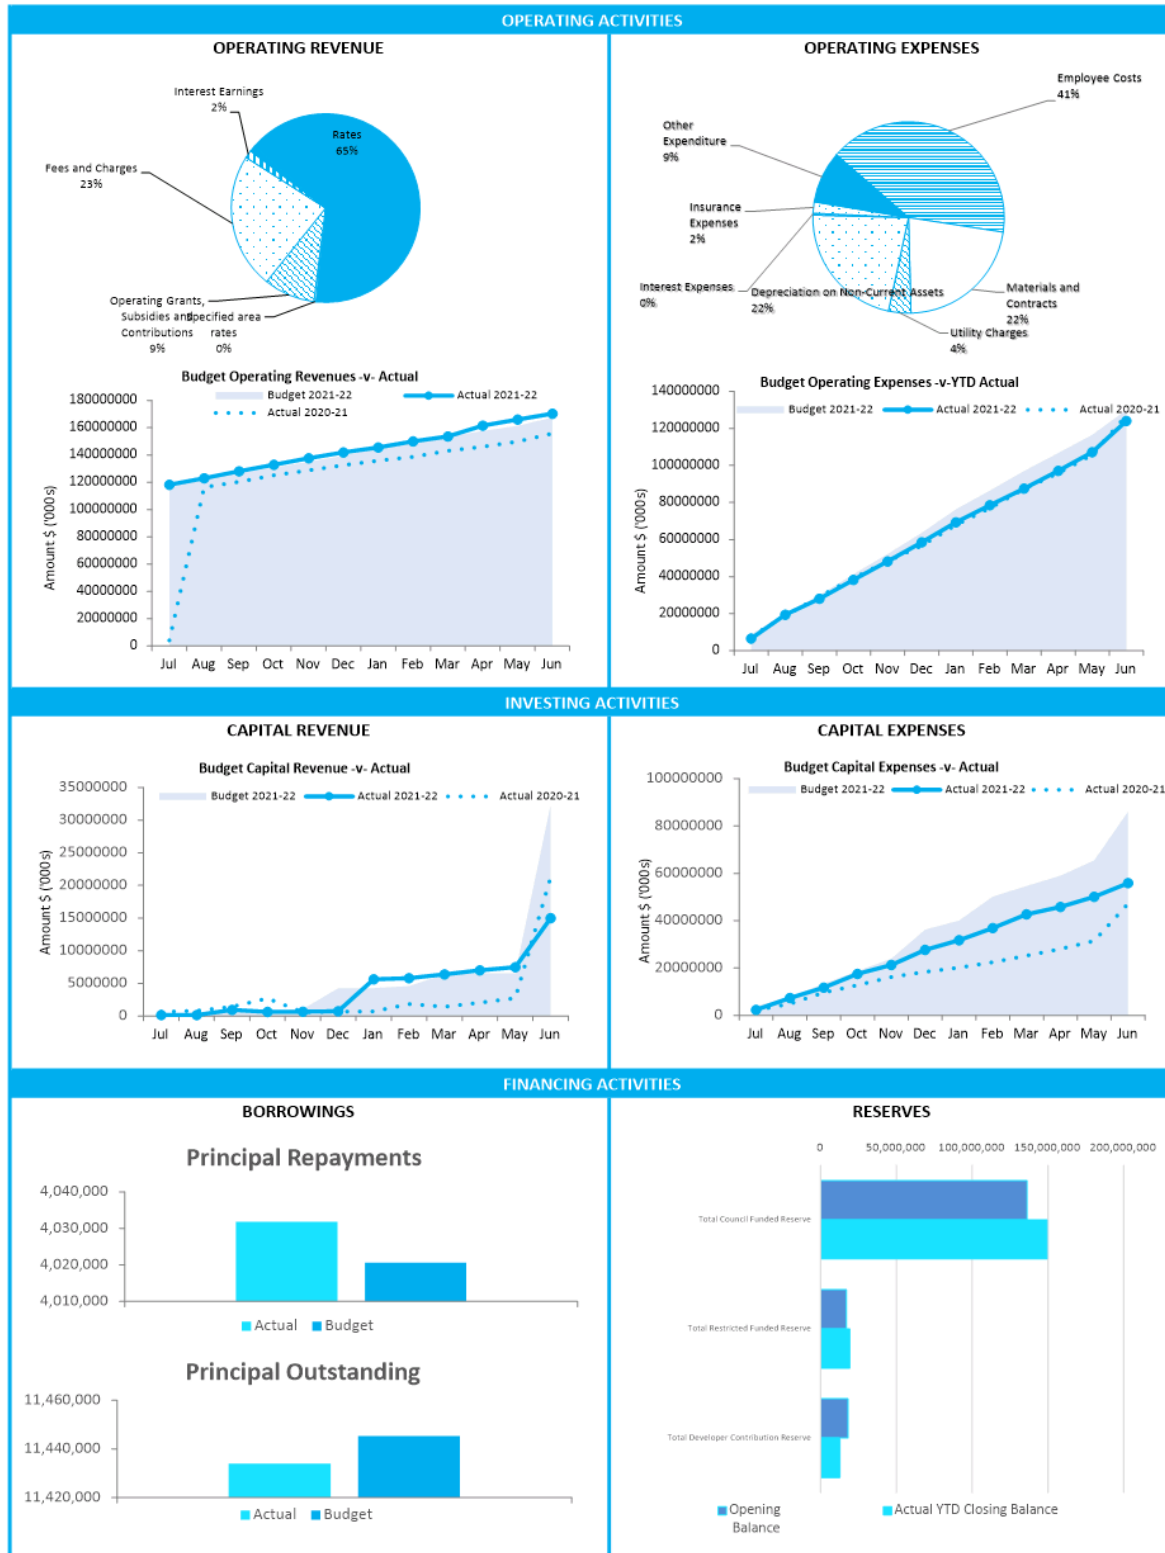 OPERATING ACTIVITIES
OPERATING REVENUE
Interest Earnings
2%
Rates
65%
Fees and Charges
23%
Operating Grants,
Subsidies and
Contributions
9%
Specified area
rates
0%
Budget Operating Revenues -v- Actual
Budget 2021-22
Actual 2021-22
Actual 2020-21
Amount $ ('000s)
180000000
160000000
140000000
120000000
100000000
80000000
60000000
40000000
20000000
0
Jul Aug Sep Oct Nov Dec Jan Feb Mar Apr May Jun
OPERATING EXPENSES
Employee Costs
41%
Other
Expenditure
9%
Insurance
Expenses
2%
Interest Expenses
0%
Depreciation on Non-Current Assets
22%
Materials and
Contracts
22%
Utility Charges
4%
Budget Operating Expenses -v-YTD Actual
Budget 2021-22 Actual 2021-22 Actual 2020-21
Amount $ ('000s)
140000000
120000000
100000000
80000000
60000000
40000000
20000000
0
Jul Aug Sep Oct Nov Dec Jan Feb Mar Apr May Jun
INVESTING ACTIVITIES
CAPITAL REVENUE
Budget Capital Revenue -v- Actual
Budget 2021-22 Actual 2021-22 Actual 2020-21
Amount $ ('000s)
35000000
30000000
25000000
20000000
15000000
10000000
5000000
0
Jul Aug Sep Oct Nov Dec Jan Feb Mar Apr May Jun
CAPITAL EXPENSES
Budget Capital Expenses -v- Actual
Budget 2021-22 Actual 2021-22 Actual 2020-21
Amount $ ('000s)
100000000
80000000
60000000
40000000
20000000
0
Jul Aug Sep Oct Nov Dec Jan Feb Mar Apr May Jun
FINANCING ACTIVITIES
BORROWINGS
Principal Repayments
4,040,000
4,030,000
4,020,000
4,010,000
Actual Budget
Principal Outstanding
11,460,000
11,440,000
11,420,000
Actual Budget
RESERVES
0 50,000,000 100,000,000 150,000,000 200,000,000
Total Council Funded Reserve
Total Restricted Funded Reserve
Total Developer Contribution Reserve
Opening
Balance
Actual YTD Closing Balance